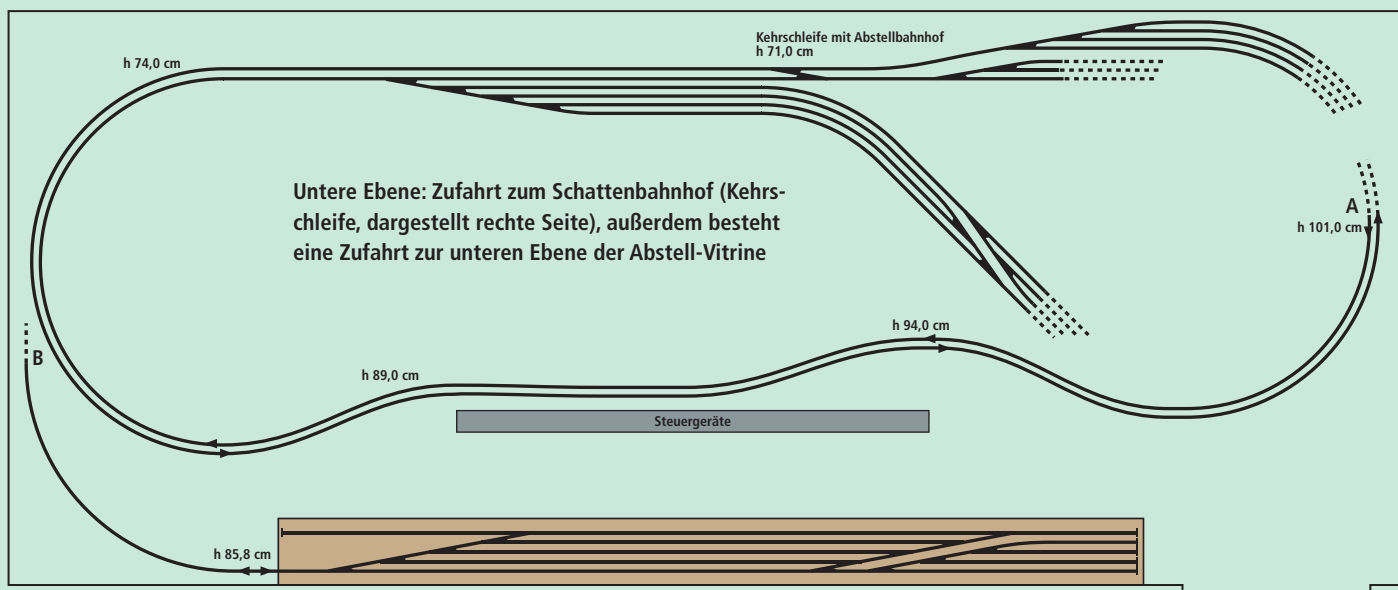 Kehrschleife mit Abstellbahnhof
h 71,0 cm
h 74,0 cm
Untere Ebene: Zufahrt zum Schattenbahnhof (Kehrs-
chleife, dargestellt rechte Seite), außerdem besteht
eine Zufahrt zur unteren Ebene der Abstell-Vitrine
A
h 101,0 cm
h 94,0 cm
B
h 89,0 cm
Steuergeräte
h 85,8 cm